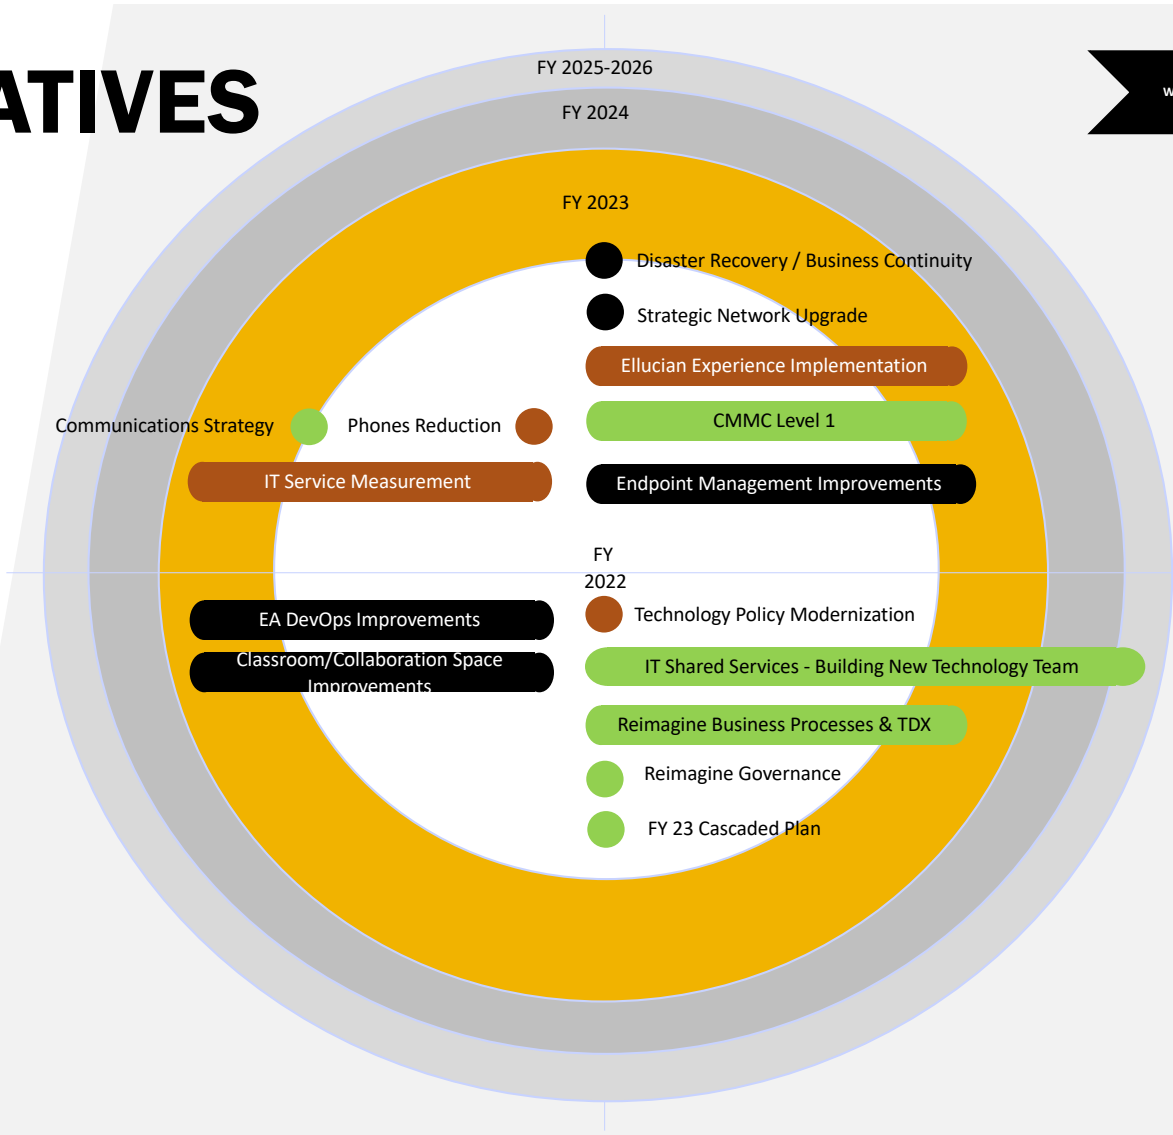 ATIVES
W
FY 2025-2026
FY 2024
FY 2023
Disaster Recovery / Business Continuity
Strategic Network Upgrade
Ellucian Experience Implementation
Communications Strategy
Phones Reduction
CMMC Level 1
IT Service Measurement
Endpoint Management Improvements
FY
2022
EA DevOps Improvements
Technology Policy Modernization
Classroom/Collaboration Space
Improvements
IT Shared Services - Building New Technology Team
Reimagine Business Processes & TDX
Reimagine Governance
FY 23 Cascaded Plan